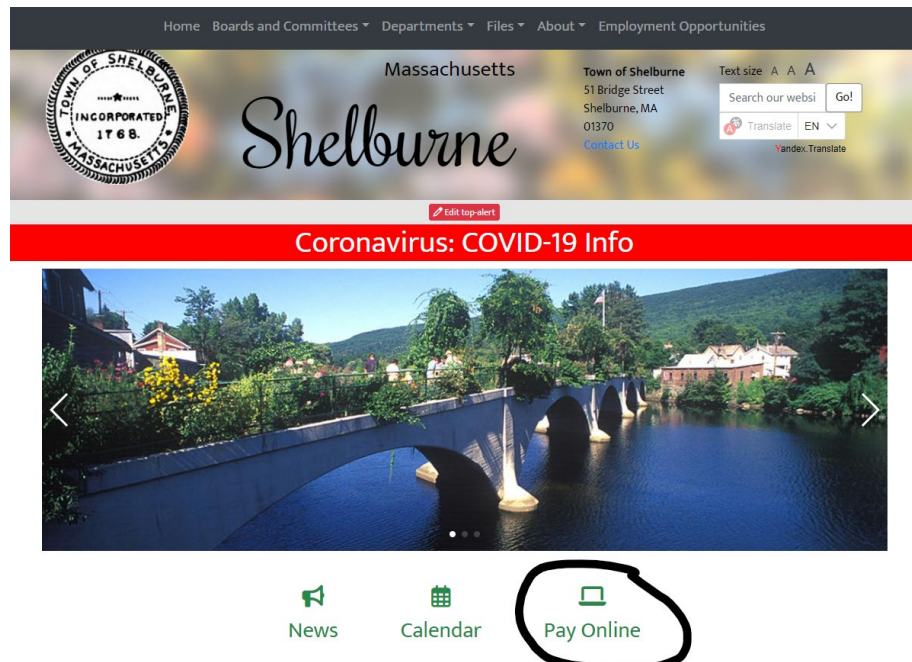 Home Boards and Committees Departments Files About Employment Opportunities
TOWN OF SHELBURNE
INCORPORATED
1768.
MASSACHUSETTS
Massachusetts
Shelburne
Town of Shelburne
51 Bridge Street
Shelburne, MA
01370
Contact Us
Text size A A A
Search our websi Go!
Translate EN
Yandex.Translate
Edit top-alert
Coronavirus: COVID-19 Info
News Calendar Pay Online